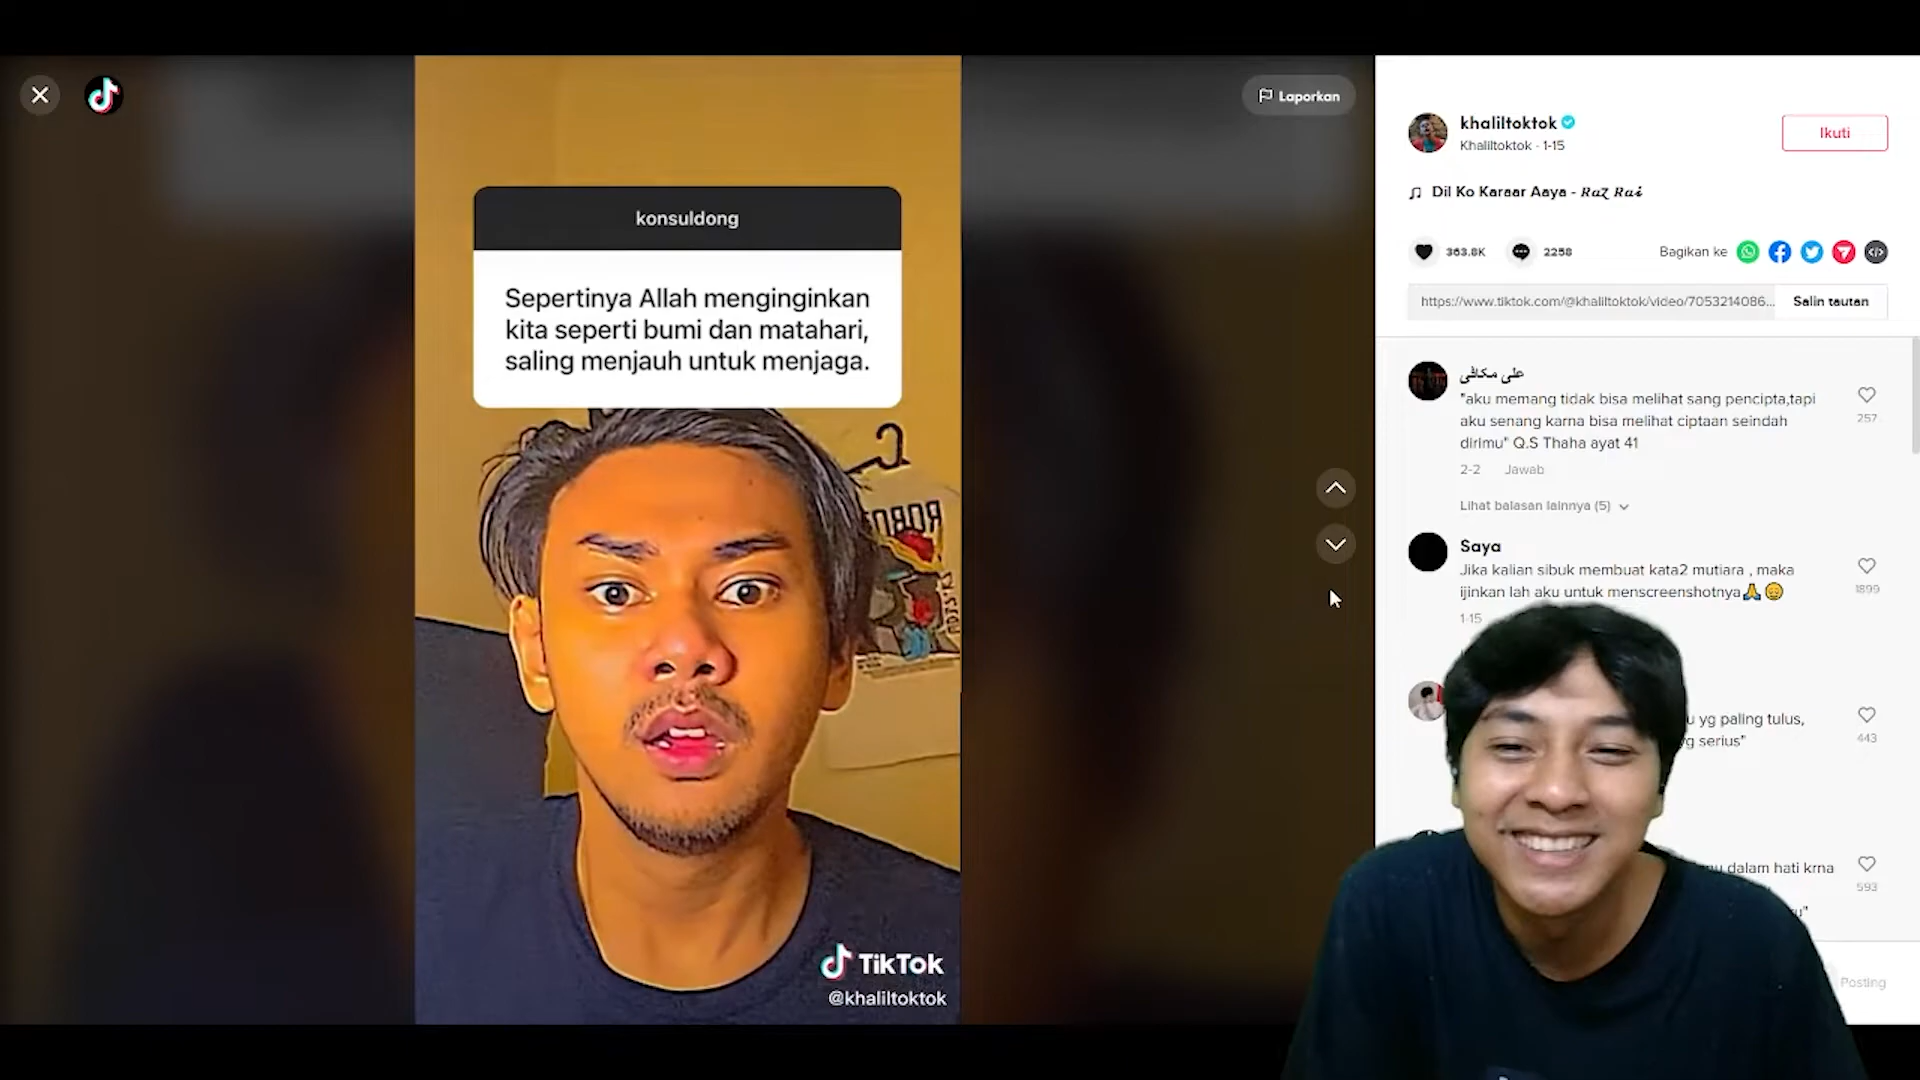 Laporkan
konsuldong
Sepertinya Allah menginginkan
kita seperti bumi dan matahari,
saling menjauh untuk menjaga.
TikTok
@khaliltoktok
khaliltoktok
Khaliltoktok · 1-15
Ikuti
Dil Ko Karaar Aaya - Raz Rai
363.8K
2258
Bagikan ke
https://www.tiktok.com/@khaliltoktok/video/7053214086...
Salin tautan
علي مكافي
"aku memang tidak bisa melihat sang pencipta,tapi
aku senang karna bisa melihat ciptaan seindah
dirimu" Q.S Thaha ayat 41
257
2-2 Jawab
Lihat balasan lainnya (5)
Saya
Jika kalian sibuk membuat kata2 mutiara , maka
ijinkan lah aku untuk menscreenshotnya🙏😊
1899
1-15
yg paling tulus,
yg serius"
443
dalam hati krna
593
Posting